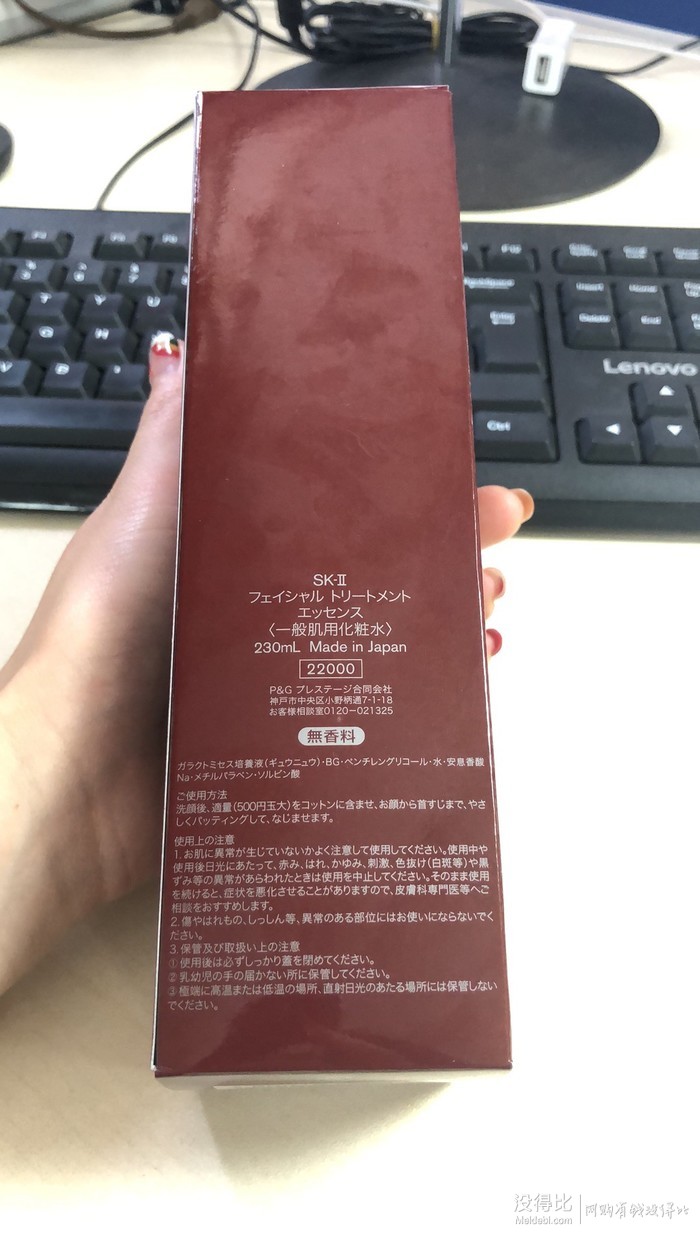 F9
Y
U
G
H
V
B
Enter
Ctrl
Insert
Home
Delete
End
Lenovo
SK-II
フェイシャル トリートメント
エッセンス
〈一般肌用化粧水〉
230mL Made in Japan
22000
P&G プレステージ合同会社
神戸市中央区小野柄通7-1-18
お客様相談室0120-021325
無香料
ガラクトミセス培養液(ギュウニュウ)・BG・ペンチレングリコール・水・安息香酸
Na・メチルパラベン・ソルビン酸
ご使用方法
洗顔後、適量(500円玉大)をコットンに含ませ、お顔から首すじまで、やさ
しくパッティングして、なじませます。
使用上の注意
1.お肌に異常が生じていないかよく注意して使用してください。使用中や
使用後日光にあたって、赤み、はれ、かゆみ、刺激、色抜け(白斑等)や黒
ずみ等の異常があらわれたときは使用を中止してください。そのまま使用
を続けると、症状を悪化させることがありますので、皮膚科専門医等へご
相談をおすすめします。
2.傷やはれもの、しっしん等、異常のある部位にはお使いにならないでく
ださい。
3.保管及び取扱い上の注意
①使用後は必ずしっかり蓋を閉めてください。
②乳幼児の手の届かない所に保管してください。
③極端に高温または低温の場所、直射日光のあたる場所には保管しない
でください。
没得比 网购有钱没得比
Meidebi.com